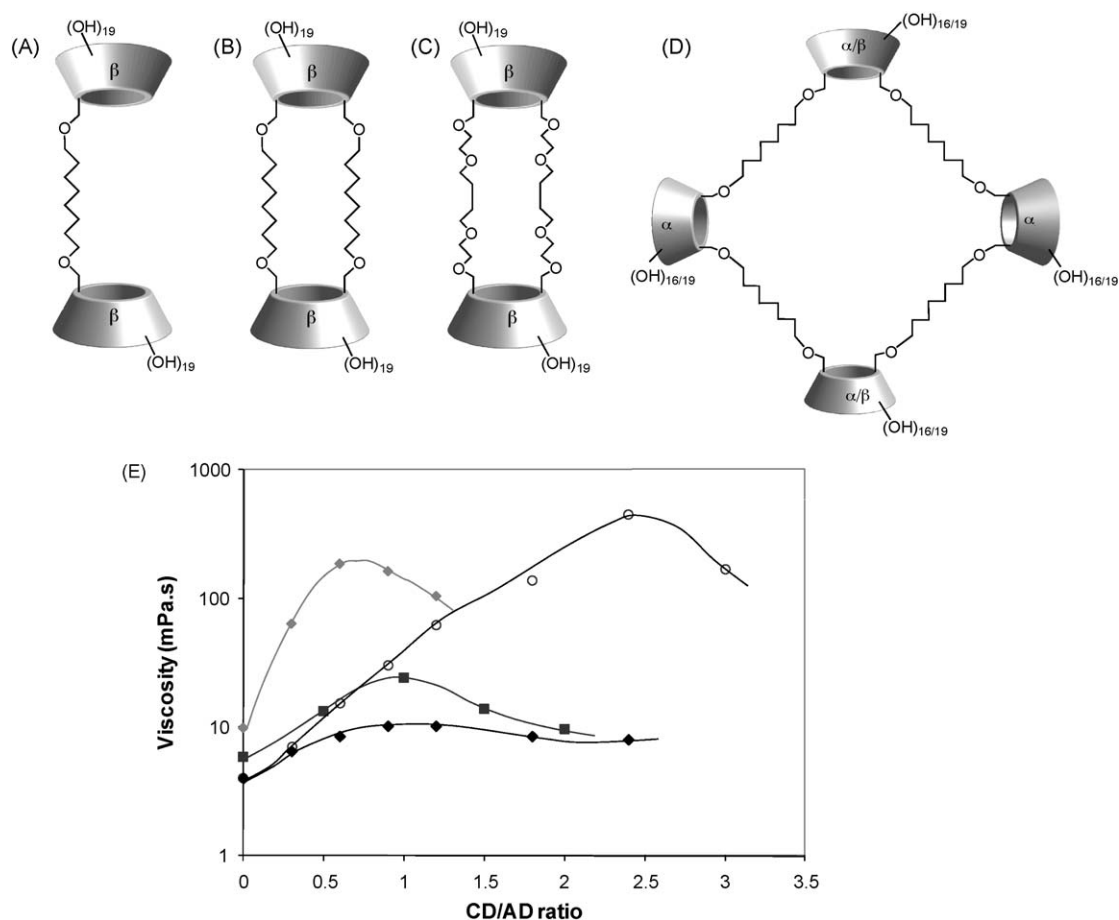 (A)
(OH)19
β
O
O
β
(OH)19
(B)
(OH)19
β
O O
O O
β
(OH)19
(C)
(OH)19
β
O O
O O
O O
O O
β
(OH)19
(D)
(OH)16/19
α/β
O O
α
(OH)16/19
α
(OH)16/19
O O
α/β
(OH)16/19
(E)
Viscosity (mPa.s)
1000
100
10
1
0 0.5 1 1.5 2 2.5 3 3.5
CD/AD ratio